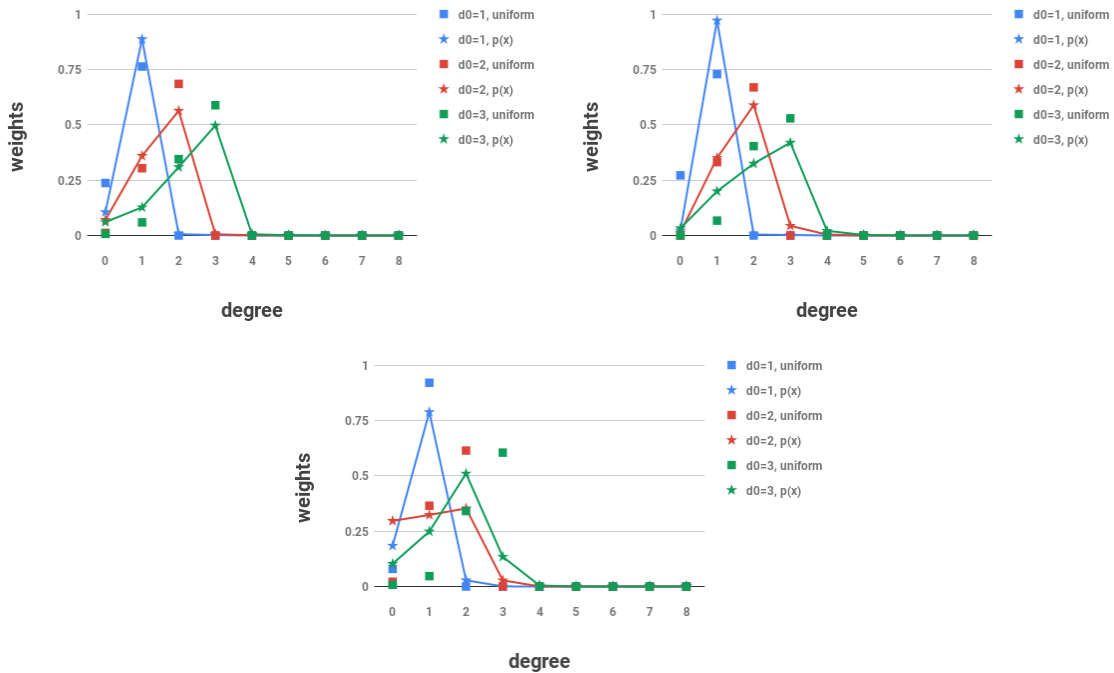 1
0.75
0.5
0.25
0
0 1 2 3 4 5 6 7 8
weights
degree
d0=1, uniform
d0=1, p(x)
d0=2, uniform
d0=2, p(x)
d0=3, uniform
d0=3, p(x)
1
0.75
0.5
0.25
0
0 1 2 3 4 5 6 7 8
weights
degree
d0=1, uniform
d0=1, p(x)
d0=2, uniform
d0=2, p(x)
d0=3, uniform
d0=3, p(x)
1
0.75
0.5
0.25
0
0 1 2 3 4 5 6 7 8
weights
degree
d0=1, uniform
d0=1, p(x)
d0=2, uniform
d0=2, p(x)
d0=3, uniform
d0=3, p(x)